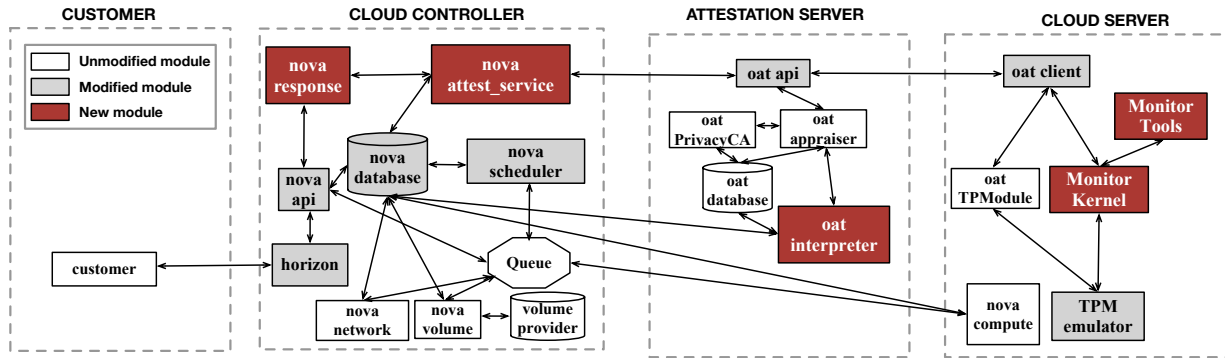 CUSTOMER
CLOUD CONTROLLER
ATTESTATION SERVER
CLOUD SERVER
Unmodified module
Modified module
New module
nova
response
nova
attest_service
oat api
oat client
Monitor
Tools
oat
PrivacyCA
oat
appraiser
nova
database
nova
scheduler
nova
api
oat
database
oat
TPModule
Monitor
Kernel
oat
interpreter
customer
horizon
Queue
nova
network
nova
volume
volume
provider
nova
compute
TPM
emulator